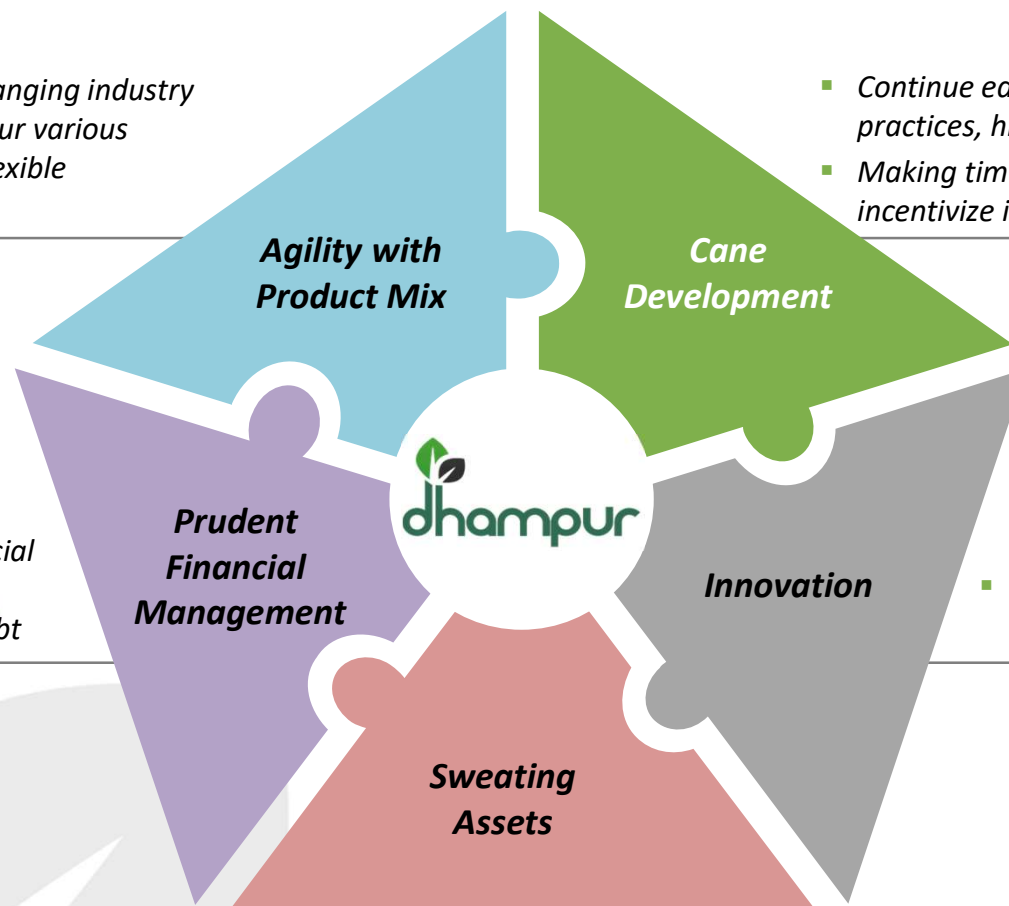 anging industry
ur various
exible
▪ Continue ea
practices, h
▪ Making tim
incentivize i
Agility with
Product Mix
Cane
Development
dhampur
Prudent
Financial
Management
cial
bt
Innovation
▪
Sweating
Assets